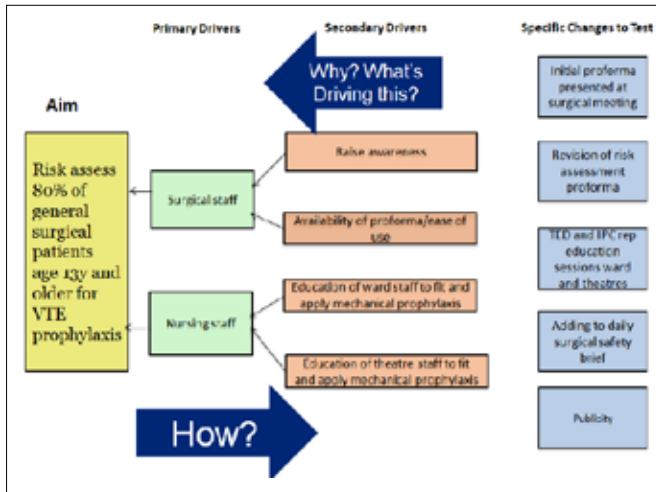 Primary Drivers
Secondary Drivers
Specific Changes to Test
Why? What's
Driving this?
Aim
Risk assess
80% of
general
surgical
patients
age 13y and
older for
VTE
prophylaxis
Surgical staff
Nursing staff
Raise awareness
Availability of proforma/ease of
use
Education of ward staff to fit and
apply mechanical prophylaxis
Education of theatre staff to fit
and apply mechanical prophylaxis
Initial proforma
presented at
surgical meeting
Revision of risk
assessment
proforma
TED and IPC rep
education
sessions ward
and theatres
Adding to daily
surgical safety
brief
Publicity
How?